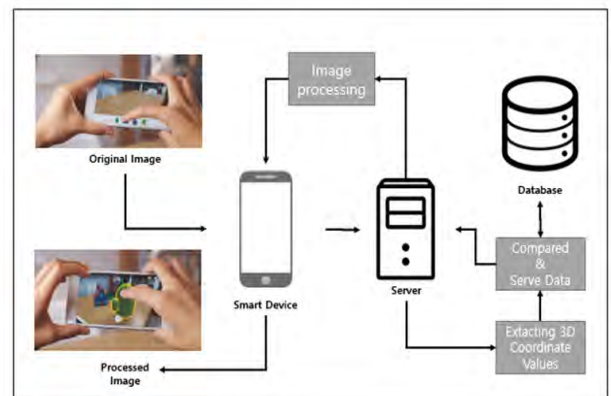 Image
processing
Original Image
Database
Compared
&
Serve Data
Smart Device
Server
Extacting 3D
Coordinate
Values
Processed
Image